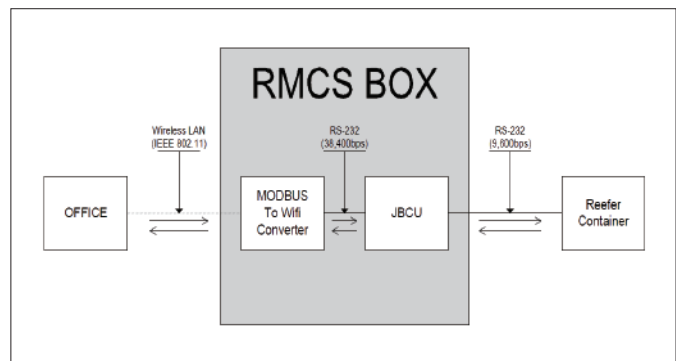 RMCS BOX
Wireless LAN
(IEEE 802.11)
RS-232
(38,400bps)
RS-232
(9,600bps)
OFFICE
MODBUS
To Wifi
Converter
JBCU
Reefer
Container